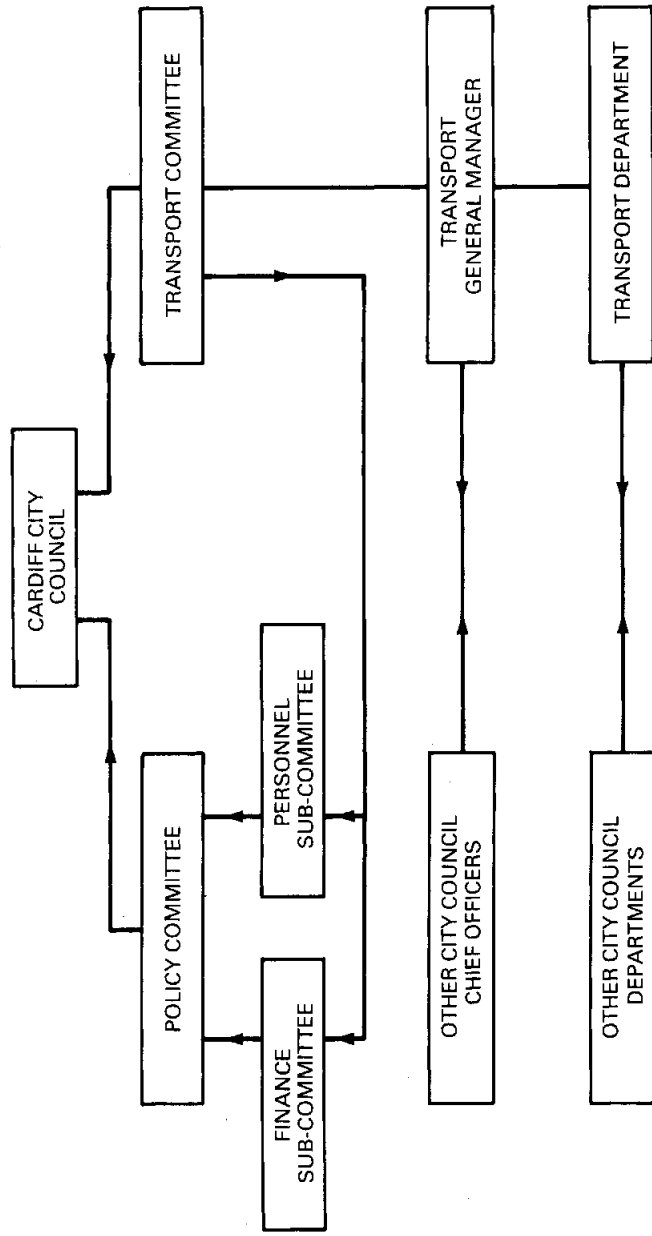 CARDIFF CITY
COUNCIL
POLICY COMMITTEE
TRANSPORT COMMITTEE
FINANCE
SUB-COMMITTEE
PERSONNEL
SUB-COMMITTEE
OTHER CITY COUNCIL
CHIEF OFFICERS
TRANSPORT
GENERAL MANAGER
OTHER CITY COUNCIL
DEPARTMENTS
TRANSPORT DEPARTMENT